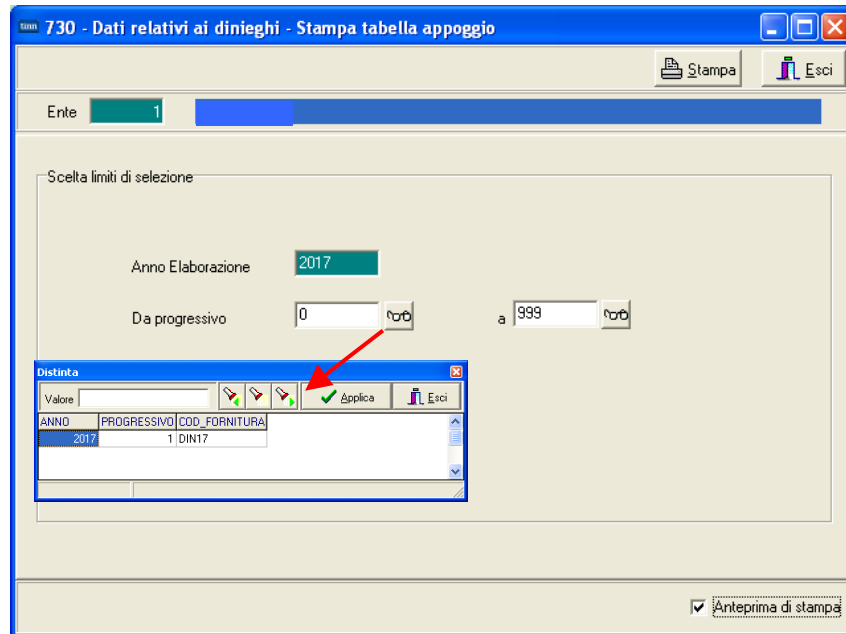 tinn 730 - Dati relativi ai dinieghi - Stampa tabella appoggio
Stampa Esci
Ente 1
Scelta limiti di selezione
Anno Elaborazione 2017
Da progressivo 0 a 999
Distinta
Valore Applica Esci
ANNO PROGRESSIVO COD_FORNITURA
2017 1 DIN17
Anteprima di stampa